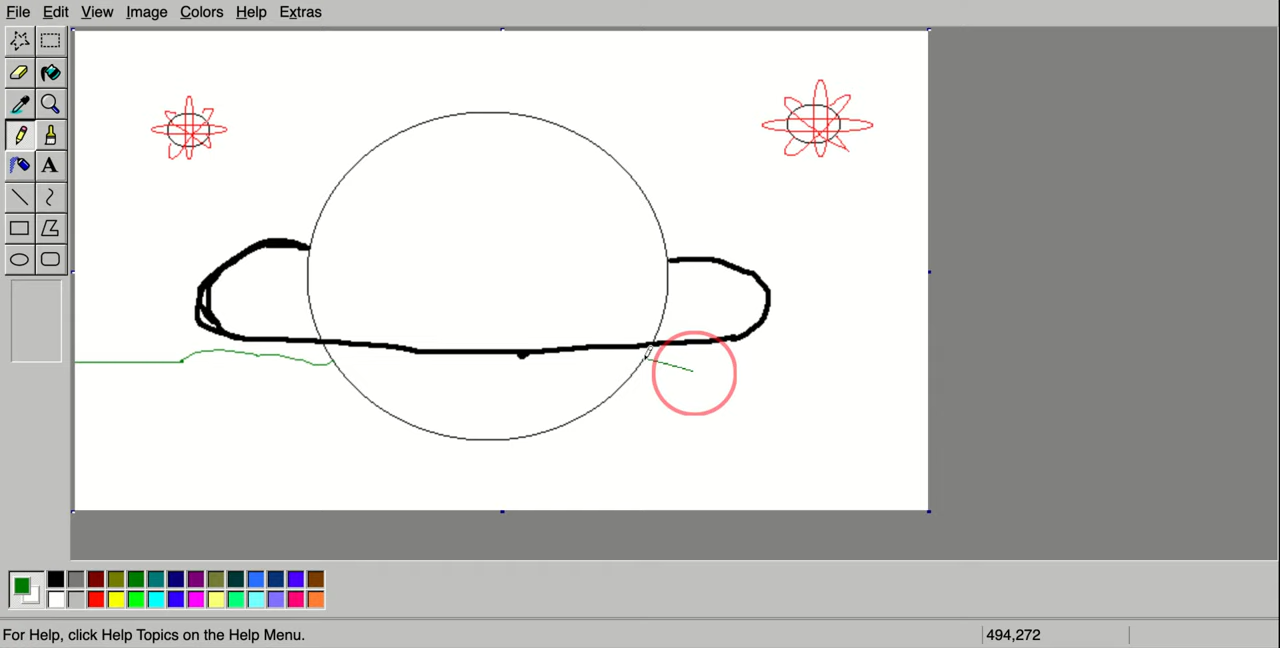 File Edit View Image Colors Help Extras
A
For Help, click Help Topics on the Help Menu. 494,272